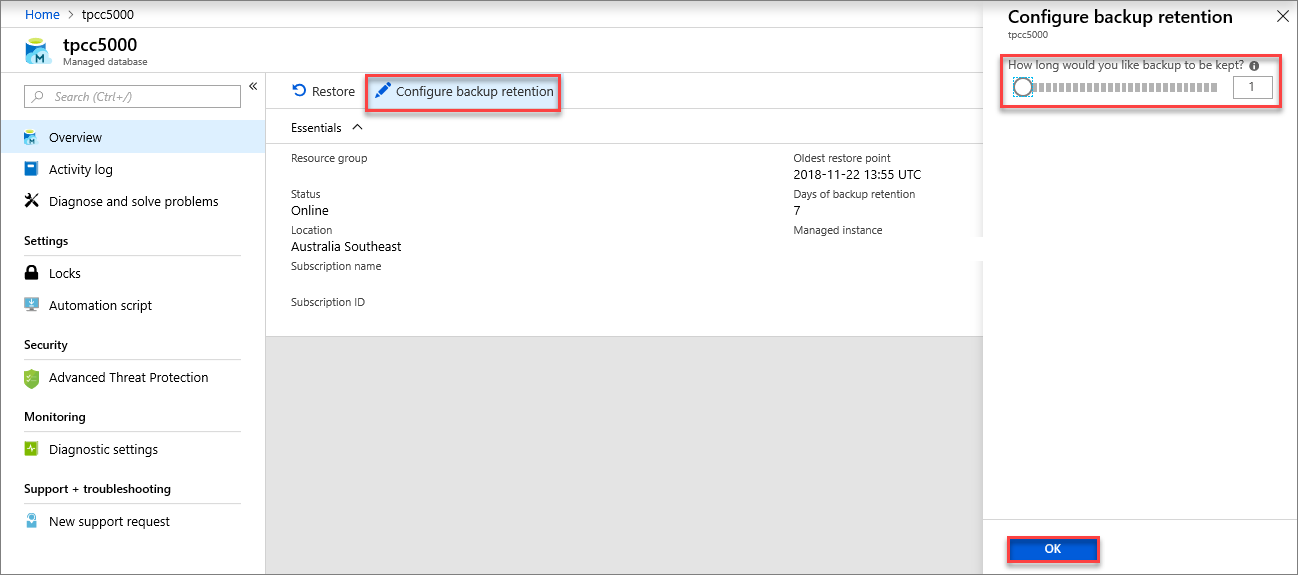 Home > tpcc5000
tpcc5000
Managed database
Search (Ctrl+/)
«
Overview
Activity log
Diagnose and solve problems
Settings
Locks
Automation script
Security
Advanced Threat Protection
Monitoring
Diagnostic settings
Support + troubleshooting
New support request
Restore
Configure backup retention
Essentials
Resource group
Status
Online
Location
Australia Southeast
Subscription name
Subscription ID
Oldest restore point
2018-11-22 13:55 UTC
Days of backup retention
7
Managed instance
Configure backup retention
tpcc5000
How long would you like backup to be kept?
1
OK